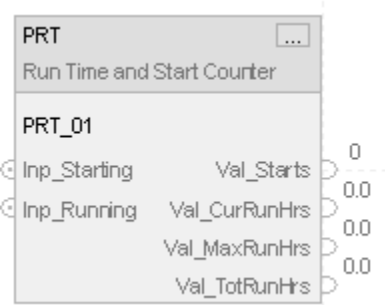 PRT ...
Run Time and Start Counter
PRT_01
Inp_Starting Val_Starts 0
Inp_Running Val_CurRunHrs 0.0
Val_MaxRunHrs 0.0
Val_TotRunHrs 0.0